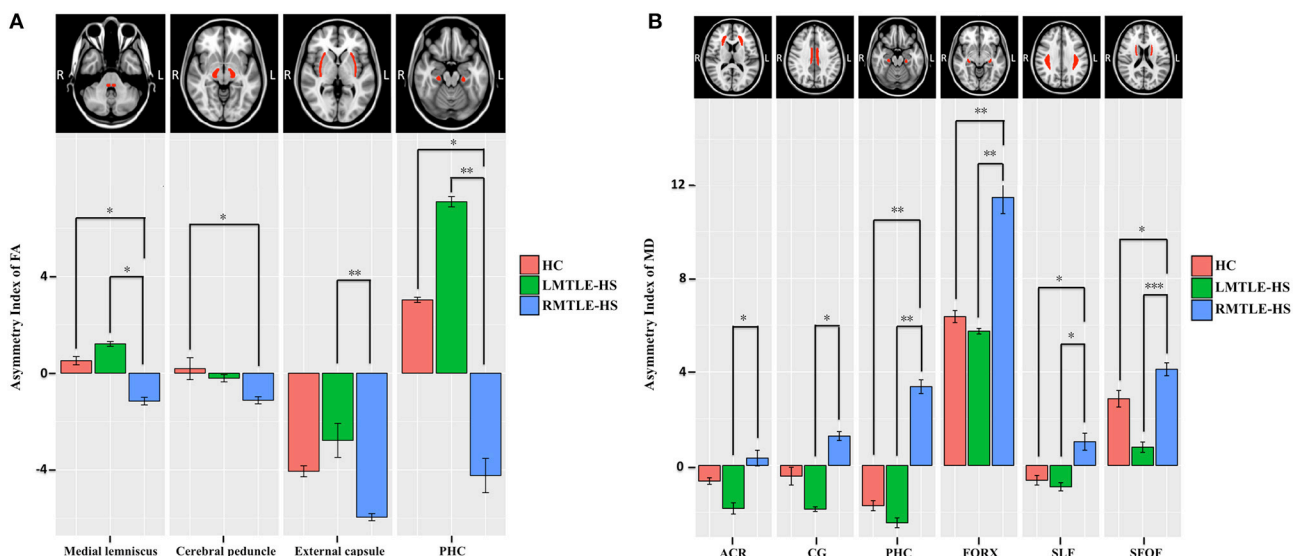 A
R L R L R L R L
Asymmetry Index of FA
4
0
-4
* * * ** * **
HC
LMTLE-HS
RMTLE-HS
Medial lemniscus Cerebral peduncle External capsule PHC
B
R L R L R L R L R L R L
Asymmetry Index of MD
12
8
4
0
* * ** ** ** ** * * * ***
HC
LMTLE-HS
RMTLE-HS
ACR CG PHC FORX SLF SFOF